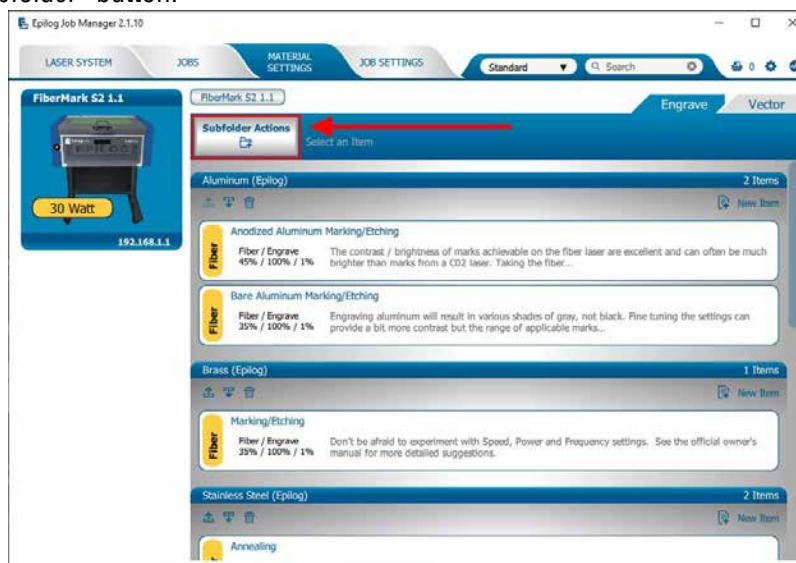 Epilog Job Manager 2.1.10
LASER SYSTEM
JOBS
MATERIAL
SETTINGS
JOB SETTINGS
Standard
Search
0
FiberMark S2 1.1
30 Watt
192.168.1.1
FiberMark S2 1.1
Engrave
Vector
Subfolder Actions
Select an Item
Aluminum (Epilog)
2 Items
New Item
Fiber
Anodized Aluminum Marking/Etching
Fiber / Engrave
45% / 100% / 1%
The contrast / brightness of marks achievable on the fiber laser are excellent and can often be much
brighter than marks from a CO2 laser. Taking the fiber...
Fiber
Bare Aluminum Marking/Etching
Fiber / Engrave
35% / 100% / 1%
Engraving aluminum will result in various shades of gray, not black. Fine tuning the settings can
provide a bit more contrast but the range of applicable marks...
Brass (Epilog)
1 Items
New Item
Fiber
Marking/Etching
Fiber / Engrave
35% / 100% / 1%
Don't be afraid to experiment with Speed, Power and Frequency settings. See the official owner's
manual for more detailed suggestions.
Stainless Steel (Epilog)
2 Items
New Item
Annealing